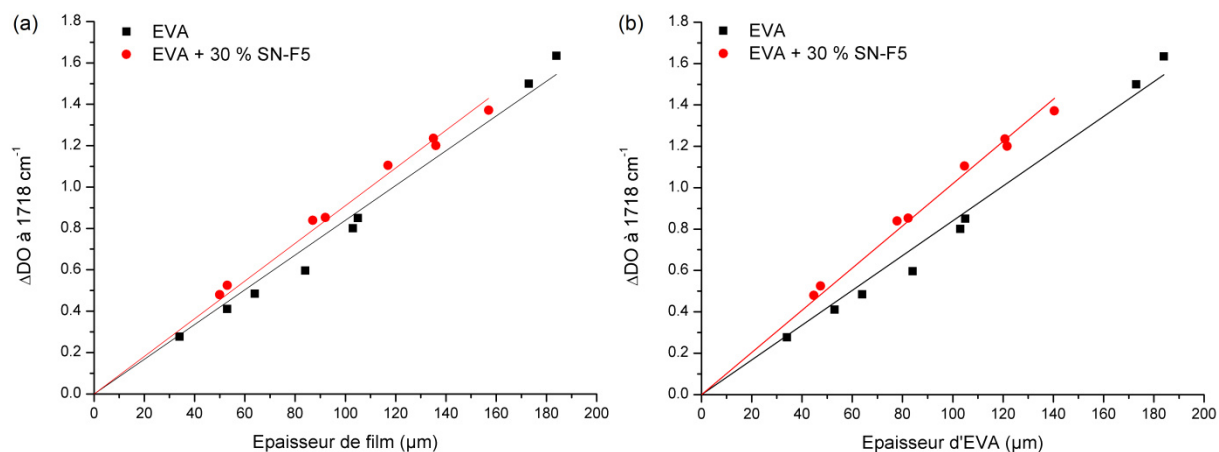 (a)
EVA
EVA + 30 % SN-F5
ΔDO à 1718 cm⁻¹
1.8
1.6
1.4
1.2
1.0
0.8
0.6
0.4
0.2
0.0
0 20 40 60 80 100 120 140 160 180 200
Epaisseur de film (µm)
(b)
EVA
EVA + 30 % SN-F5
ΔDO à 1718 cm⁻¹
1.8
1.6
1.4
1.2
1.0
0.8
0.6
0.4
0.2
0.0
0 20 40 60 80 100 120 140 160 180 200
Epaisseur d'EVA (µm)